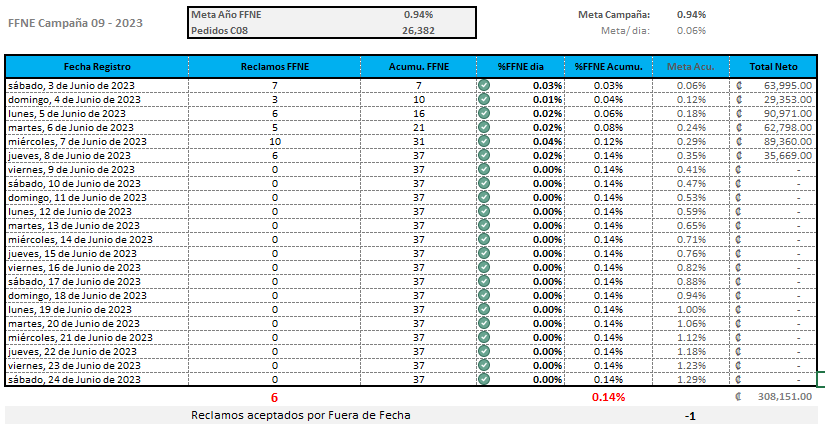 FFNE Campaña 09 - 2023
Meta Año FFNE 0.94% Meta Campaña: 0.94%
Pedidos C08 26,382 Meta/dia: 0.06%
Fecha Registro Reclamos FFNE Acumu. FFNE %FFNE dia %FFNE Acumu. Meta Acu. Total Neto
sábado, 3 de Junio de 2023 7 7 0.03% 0.03% 0.06% ₡ 63,995.00
domingo, 4 de Junio de 2023 3 10 0.01% 0.04% 0.12% ₡ 29,353.00
lunes, 5 de Junio de 2023 6 16 0.02% 0.06% 0.18% ₡ 90,971.00
martes, 6 de Junio de 2023 5 21 0.02% 0.08% 0.24% ₡ 62,798.00
miércoles, 7 de Junio de 2023 10 31 0.04% 0.12% 0.29% ₡ 89,360.00
jueves, 8 de Junio de 2023 6 37 0.02% 0.14% 0.35% ₡ 35,669.00
viernes, 9 de Junio de 2023 0 37 0.00% 0.14% 0.41% ₡ -
sábado, 10 de Junio de 2023 0 37 0.00% 0.14% 0.47% ₡ -
domingo, 11 de Junio de 2023 0 37 0.00% 0.14% 0.53% ₡ -
lunes, 12 de Junio de 2023 0 37 0.00% 0.14% 0.59% ₡ -
martes, 13 de Junio de 2023 0 37 0.00% 0.14% 0.65% ₡ -
miércoles, 14 de Junio de 2023 0 37 0.00% 0.14% 0.71% ₡ -
jueves, 15 de Junio de 2023 0 37 0.00% 0.14% 0.76% ₡ -
viernes, 16 de Junio de 2023 0 37 0.00% 0.14% 0.82% ₡ -
sábado, 17 de Junio de 2023 0 37 0.00% 0.14% 0.88% ₡ -
domingo, 18 de Junio de 2023 0 37 0.00% 0.14% 0.94% ₡ -
lunes, 19 de Junio de 2023 0 37 0.00% 0.14% 1.00% ₡ -
martes, 20 de Junio de 2023 0 37 0.00% 0.14% 1.06% ₡ -
miércoles, 21 de Junio de 2023 0 37 0.00% 0.14% 1.12% ₡ -
jueves, 22 de Junio de 2023 0 37 0.00% 0.14% 1.18% ₡ -
viernes, 23 de Junio de 2023 0 37 0.00% 0.14% 1.23% ₡ -
sábado, 24 de Junio de 2023 0 37 0.00% 0.14% 1.29% ₡ -
6 0.14% ₡ 308,151.00
Reclamos aceptados por Fuera de Fecha -1